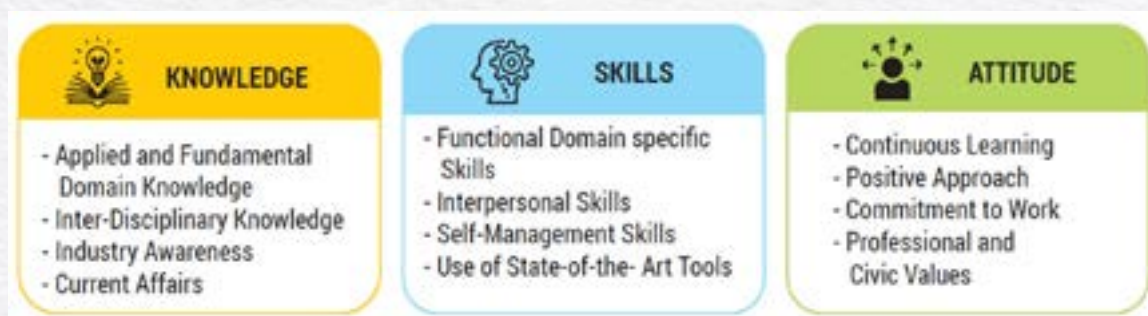 KNOWLEDGE
- Applied and Fundamental
Domain Knowledge
- Inter-Disciplinary Knowledge
- Industry Awareness
- Current Affairs
SKILLS
- Functional Domain specific
Skills
- Interpersonal Skills
- Self-Management Skills
- Use of State-of-the- Art Tools
ATTITUDE
- Continuous Learning
- Positive Approach
- Commitment to Work
- Professional and
Civic Values